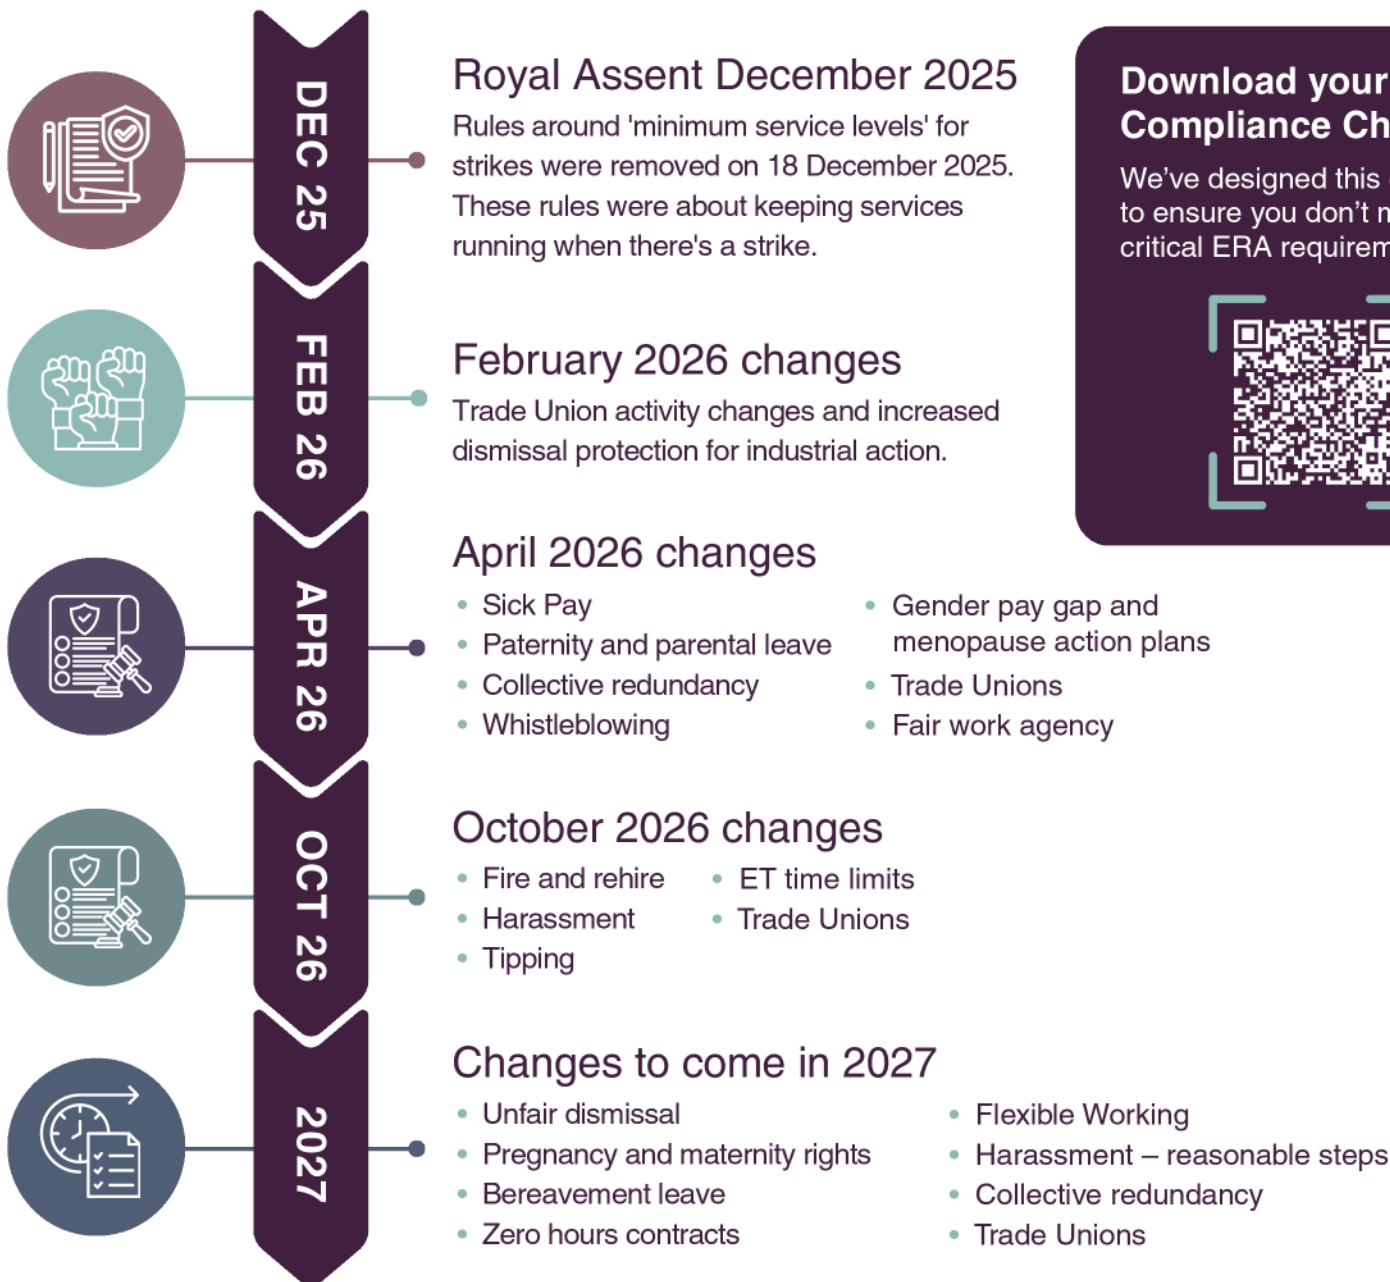 DEC 25
Royal Assent December 2025
Rules around 'minimum service levels' for
strikes were removed on 18 December 2025.
These rules were about keeping services
running when there's a strike.
Download your
Compliance
We've designed this
to ensure you don't
critical ERA
FEB 26
February 2026 changes
Trade Union activity changes and increased
dismissal protection for industrial action.
APR 26
April 2026 changes
• Sick Pay
• Paternity and parental leave
• Collective redundancy
• Whistleblowing
• Gender pay gap and
menopause action plans
• Trade Unions
• Fair work agency
OCT 26
October 2026 changes
• Fire and rehire
• Harassment
• Tipping
• ET time limits
• Trade Unions
2027
Changes to come in 2027
• Unfair dismissal
• Pregnancy and maternity rights
• Bereavement leave
• Zero hours contracts
• Flexible Working
• Harassment – reasonable steps
• Collective redundancy
• Trade Unions